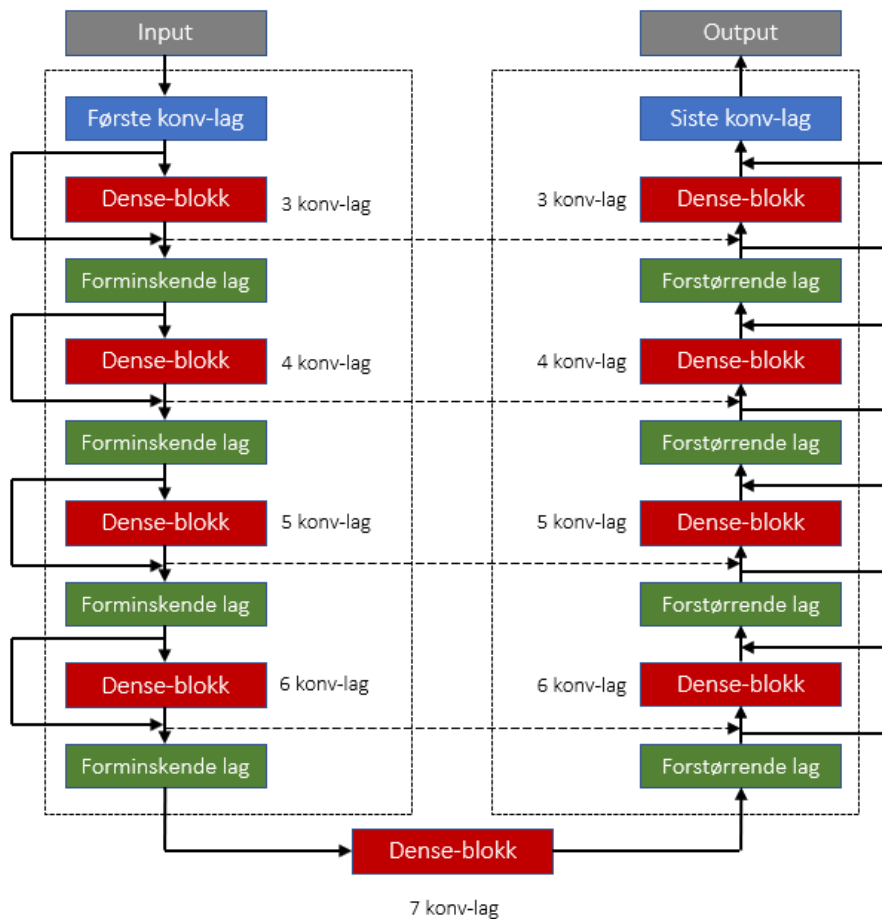 Input
Første konv-lag
Dense-blokk
3 konv-lag
Forminskende lag
Dense-blokk
4 konv-lag
Forminskende lag
Dense-blokk
5 konv-lag
Forminskende lag
Dense-blokk
6 konv-lag
Forminskende lag
Dense-blokk
7 konv-lag
Output
Siste konv-lag
3 konv-lag
Dense-blokk
Forstørrende lag
4 konv-lag
Dense-blokk
Forstørrende lag
5 konv-lag
Dense-blokk
Forstørrende lag
6 konv-lag
Dense-blokk
Forstørrende lag